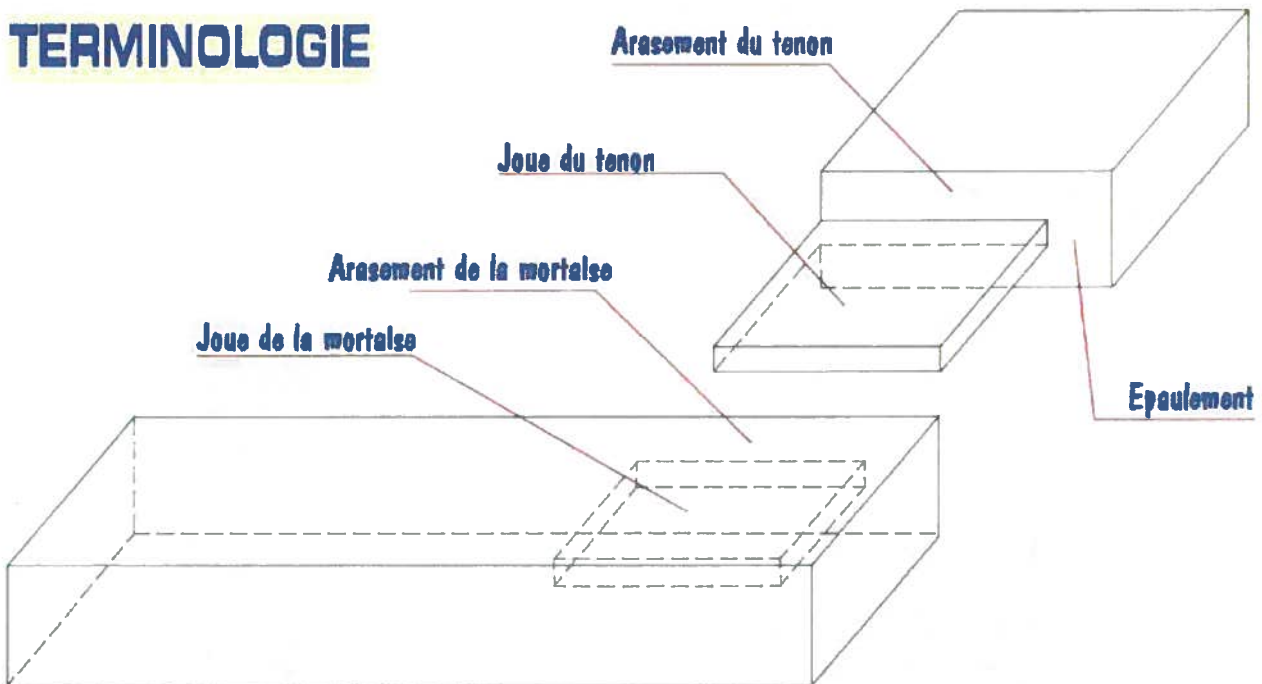 TERMINOLOGIE
Arasement du tenon
Joue du tenon
Arasement de la mortaise
Joue de la mortaise
Epaulement